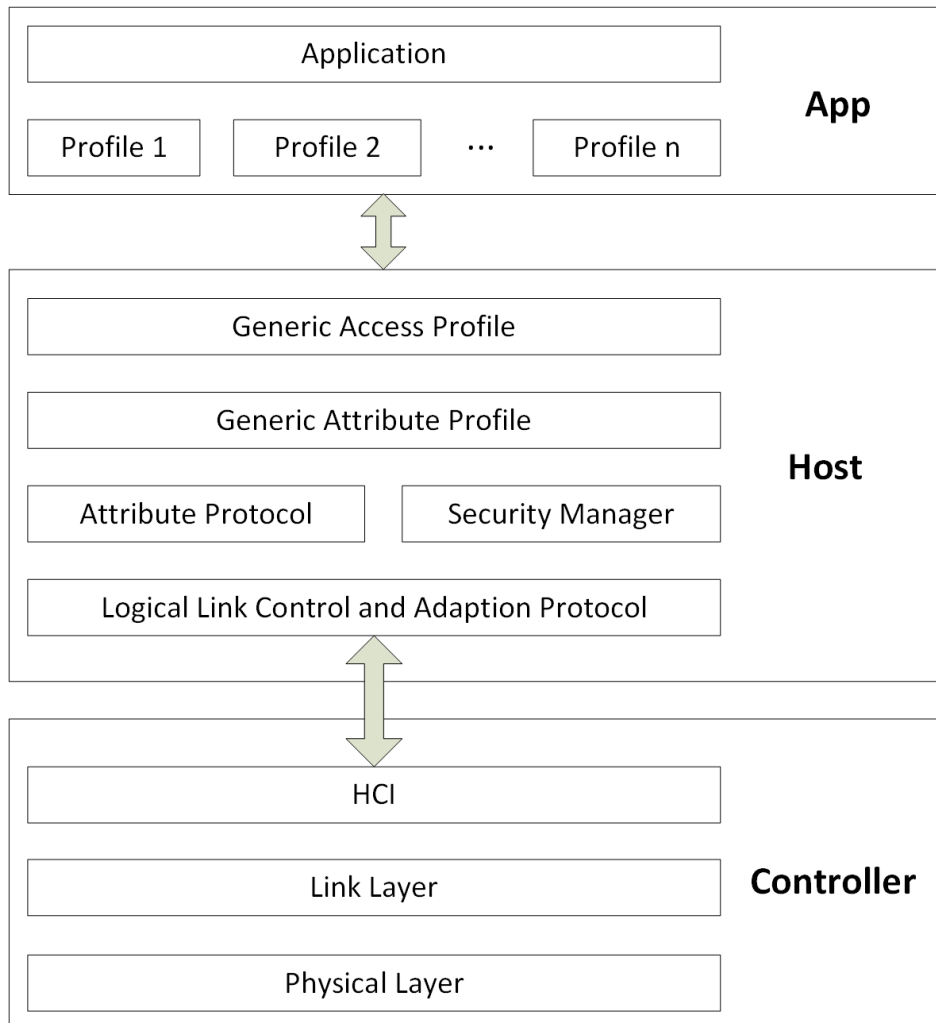 Application
App
Profile 1
Profile 2
...
Profile n
Generic Access Profile
Generic Attribute Profile
Host
Attribute Protocol
Security Manager
Logical Link Control and Adaption Protocol
HCI
Link Layer
Controller
Physical Layer